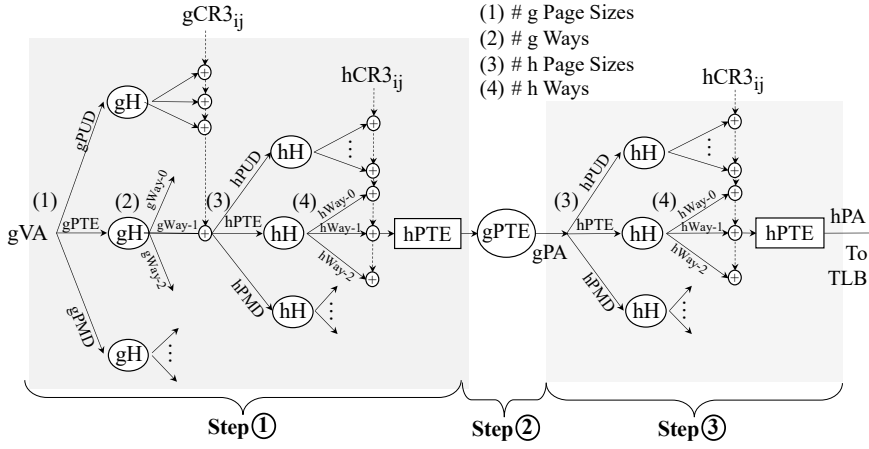 gCR3ij
(1) # g Page Sizes
(2) # g Ways
(3) # h Page Sizes
(4) # h Ways
hCR3ij
hCR3ij
gVA
(1)
gPUD
gPTE
gPMD
gH
(2)
gH
gH
gWay-0
gWay-1
gWay-2
+
+
+
+
⋮
(3)
hPUD
hPTE
hPMD
hH
hH
hH
(4)
hWay-0
hWay-1
hWay-2
+
+
+
+
+
⋮
⋮
hPTE
gPTE
gPA
(3)
hPUD
hPTE
hPMD
hH
hH
hH
(4)
hWay-0
hWay-1
hWay-2
+
+
+
+
+
⋮
⋮
hPTE
hPA
To
TLB
Step①
Step②
Step③